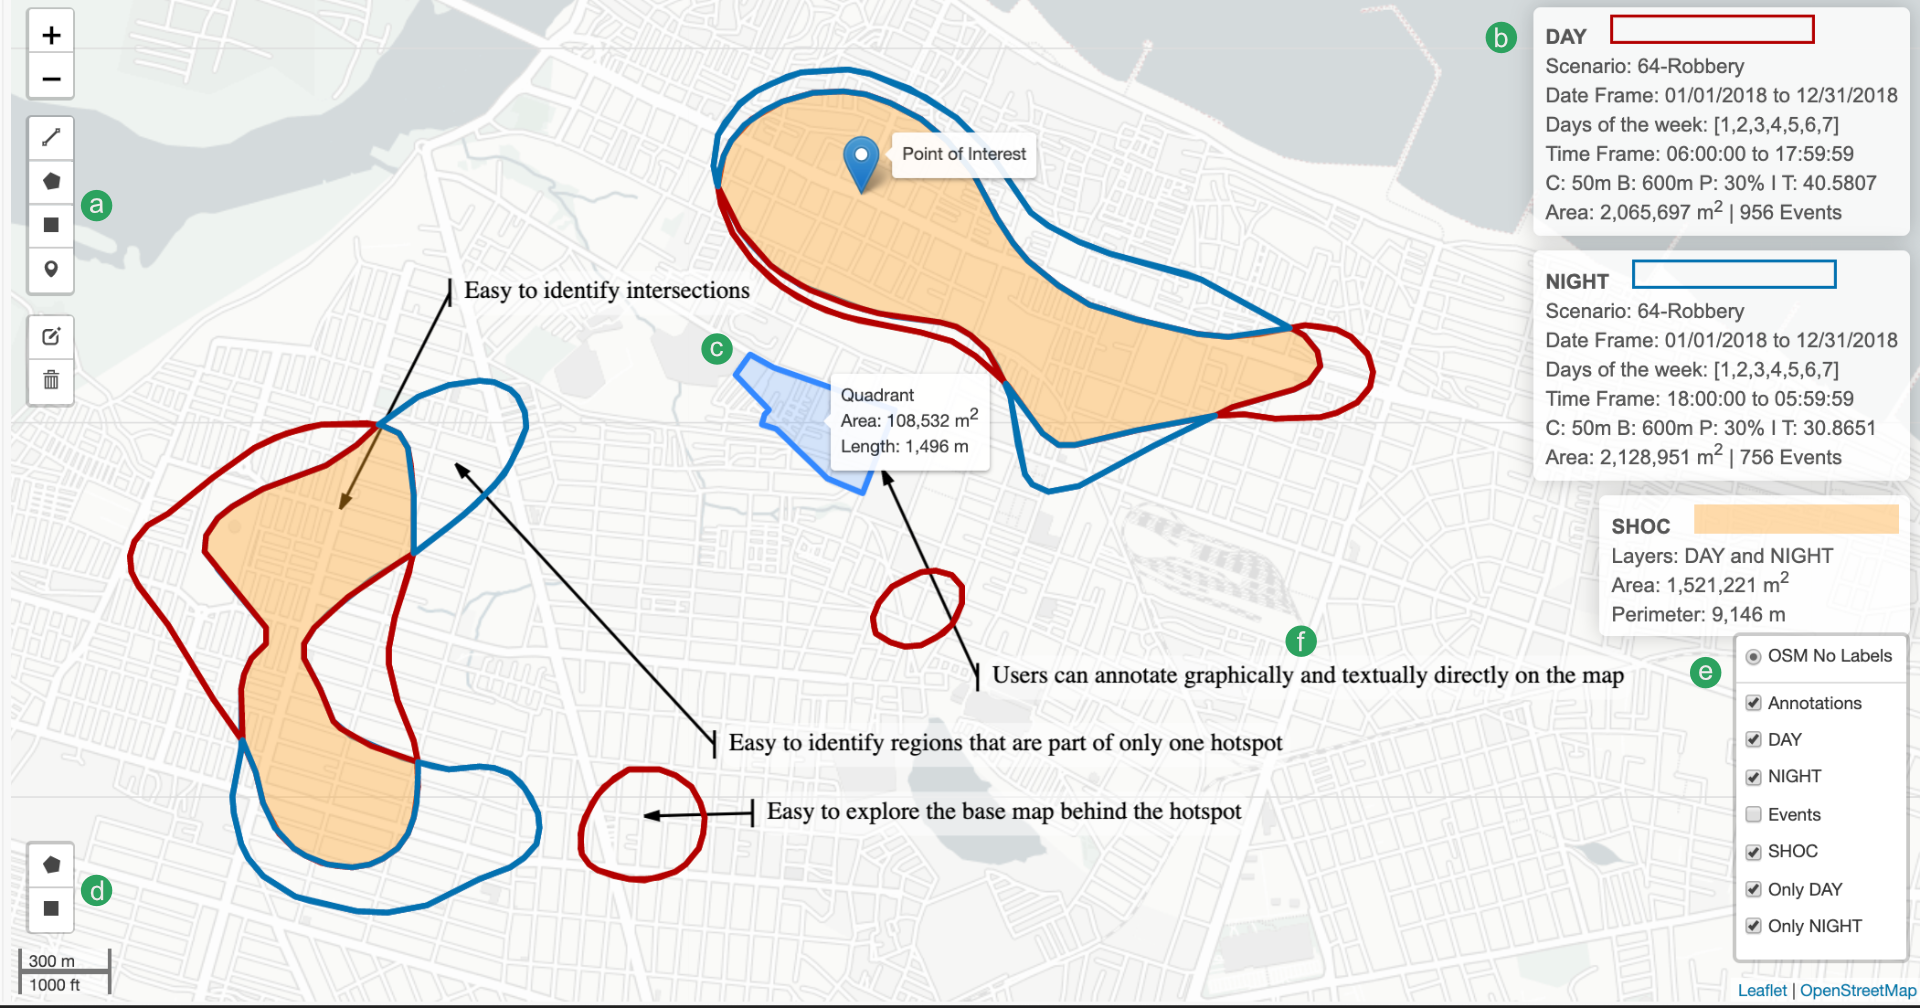 +
−
a
b
c
d
e
f
DAY
Scenario: 64-Robbery
Date Frame: 01/01/2018 to 12/31/2018
Days of the week: [1,2,3,4,5,6,7]
Time Frame: 06:00:00 to 17:59:59
C: 50m B: 600m P: 30% I T: 40.5807
Area: 2,065,697 m2 | 956 Events
NIGHT
Scenario: 64-Robbery
Date Frame: 01/01/2018 to 12/31/2018
Days of the week: [1,2,3,4,5,6,7]
Time Frame: 18:00:00 to 05:59:59
C: 50m B: 600m P: 30% I T: 30.8651
Area: 2,128,951 m2 | 756 Events
SHOC
Layers: DAY and NIGHT
Area: 1,521,221 m2
Perimeter: 9,146 m
Point of Interest
Easy to identify intersections
Quadrant
Area: 108,532 m2
Length: 1,496 m
Users can annotate graphically and textually directly on the map
Easy to identify regions that are part of only one hotspot
Easy to explore the base map behind the hotspot
OSM No Labels
Annotations
DAY
NIGHT
Events
SHOC
Only DAY
Only NIGHT
300 m
1000 ft
Leaflet | OpenStreetMap